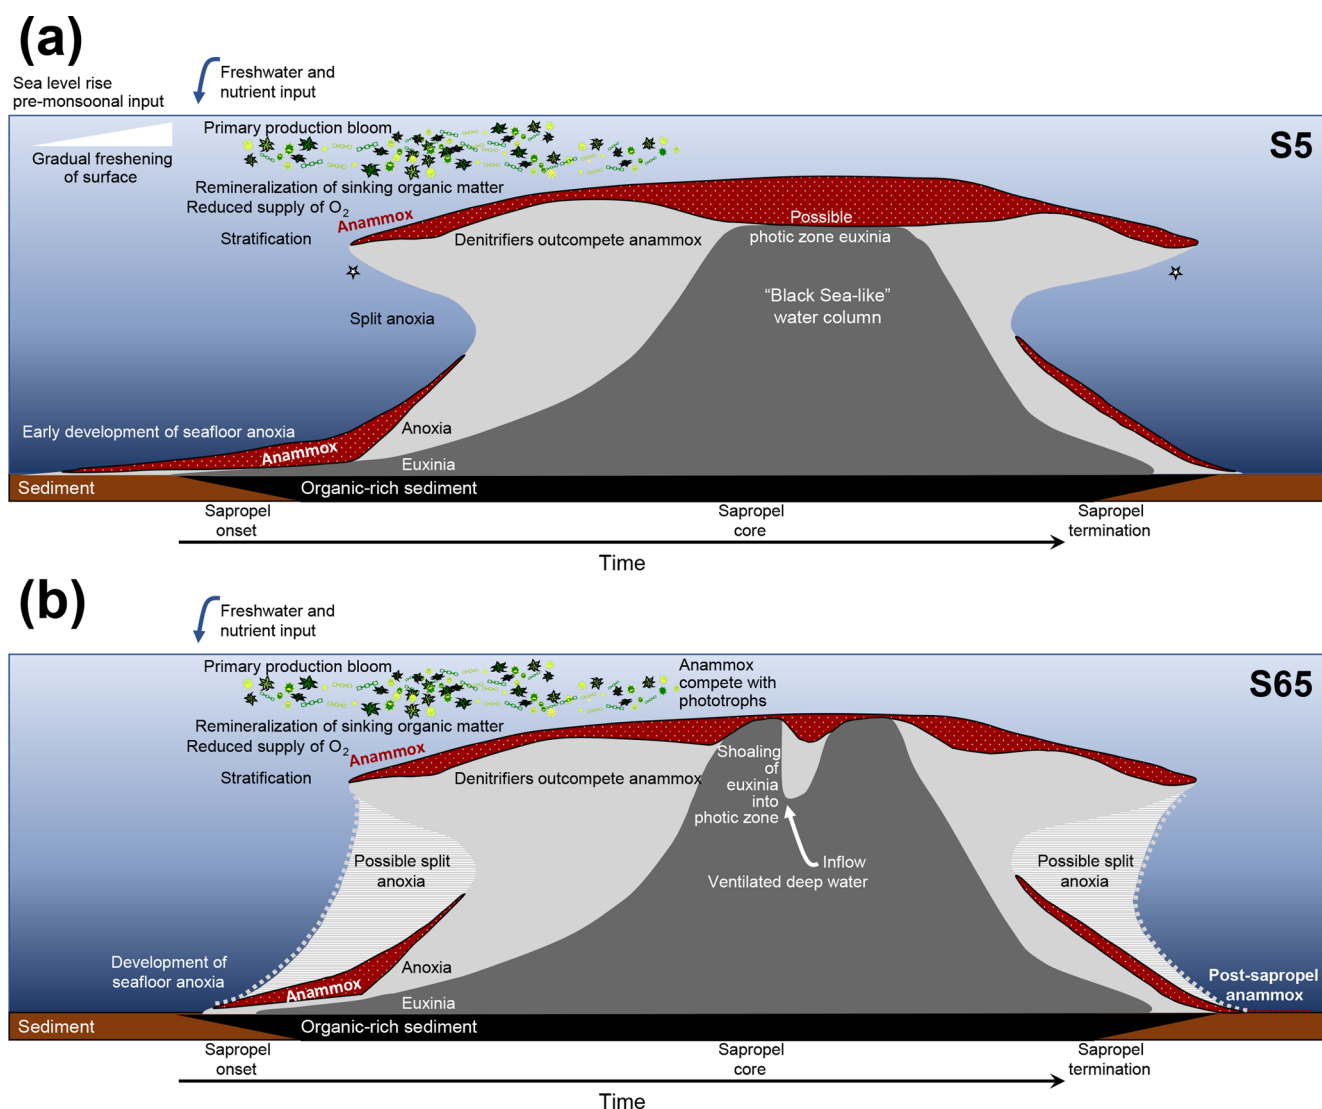 (a)
Sea level rise
pre-monsoonal input
Freshwater and
nutrient input
S5
Gradual freshening
of surface
Primary production bloom
Remineralization of sinking organic matter
Reduced supply of O2
Anammox
Stratification
Denitrifiers outcompete anammox
Possible
photic zone euxinia
"Black Sea-like"
water column
Split anoxia
Early development of seafloor anoxia
Anammox
Anoxia
Euxinia
Sediment
Organic-rich sediment
Sapropel
onset
Sapropel
core
Sapropel
termination
Time
(b)
Freshwater and
nutrient input
S65
Primary production bloom
Anammox
compete with
phototrophs
Remineralization of sinking organic matter
Reduced supply of O2
Anammox
Stratification
Denitrifiers outcompete anammox
Shoaling
of
euxinia
into
photic zone
Inflow
Ventilated deep water
Possible split
anoxia
Possible split
anoxia
Development of
seafloor anoxia
Anammox
Anoxia
Euxinia
Post-sapropel
anammox
Sediment
Organic-rich sediment
Sapropel
onset
Sapropel
core
Sapropel
termination
Time